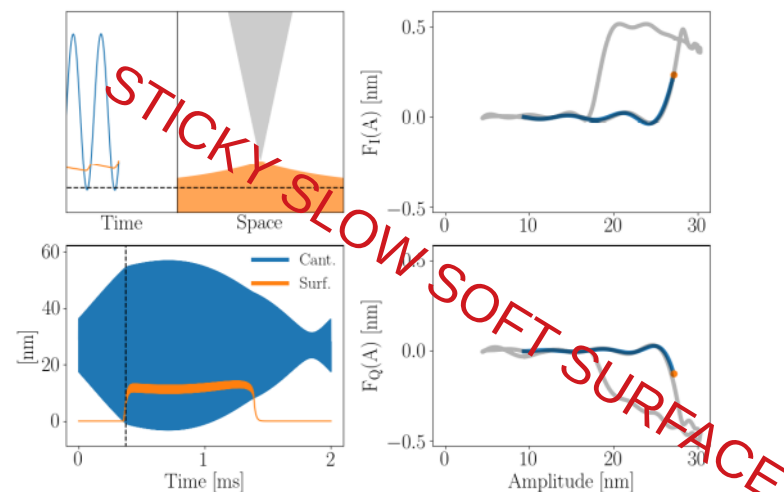 0.5
0.0
−0.5
F_I(A) [nm]
0
10
20
30
Time
Space
STICKY SLOW SOFT SURFACE
60
40
20
0
[nm]
Cant.
Surf.
0
1
2
Time [ms]
0.5
0.0
−0.5
F_Q(A) [nm]
0
10
20
30
Amplitude [nm]